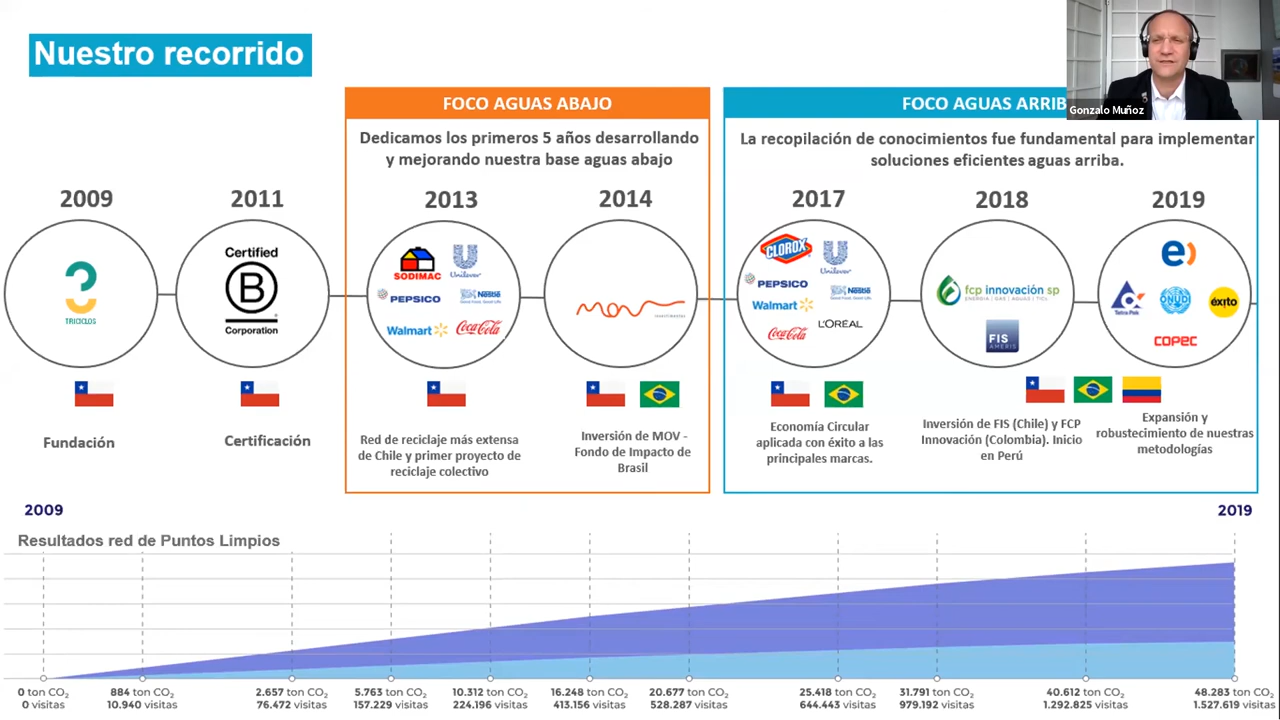 Nuestro recorrido
Gonzalo Muñoz
FOCO AGUAS ABAJO
Dedicamos los primeros 5 años desarrollando
y mejorando nuestra base aguas abajo
FOCO AGUAS ARRIB
La recopilación de conocimientos fue fundamental para implementar
soluciones eficientes aguas arriba.
2009
TRICICLOS
Fundación
2011
Certified
B
Corporation
Certificación
2013
SODIMAC
Unilever
PEPSICO
Nestlé
Walmart
Coca-Cola
Red de reciclaje más extensa
de Chile y primer proyecto de
reciclaje colectivo
2014
mov
Inversión de MOV -
Fondo de Impacto de
Brasil
2017
CLOROX
Unilever
PEPSICO
Nestlé
Walmart
Coca-Cola
L'ORÉAL
Economía Circular
aplicada con éxito a las
principales marcas.
2018
fcp innovación sp
ENERGIA | GAS | AGUAS | TICL
FIS
AMERIS
Inversión de FIS (Chile) y FCP
Innovación (Colombia). Inicio
en Perú
2019
e
Tetra Pak
ONUDI
éxito
COPEC
Expansión y
robustecimiento de nuestras
metodologías
2009
2019
Resultados red de Puntos Limpios
0 ton CO₂
0 visitas
884 ton CO₂
10.940 visitas
2.657 ton CO₂
76.472 visitas
5.763 ton CO₂
157.229 visitas
10.312 ton CO₂
224.196 visitas
16.248 ton CO₂
413.156 visitas
20.677 ton CO₂
528.287 visitas
25.418 ton CO₂
644.443 visitas
31.791 ton CO₂
979.192 visitas
40.612 ton CO₂
1.292.825 visitas
48.283 ton CO₂
1.527.619 visitas